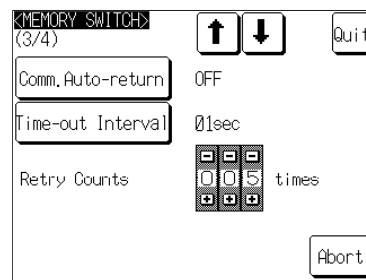 <MEMORY SWITCH>
(3/4) Quit
Comm.Auto-return OFF
Time-out Interval 01sec
Retry Counts 005 times
Abort